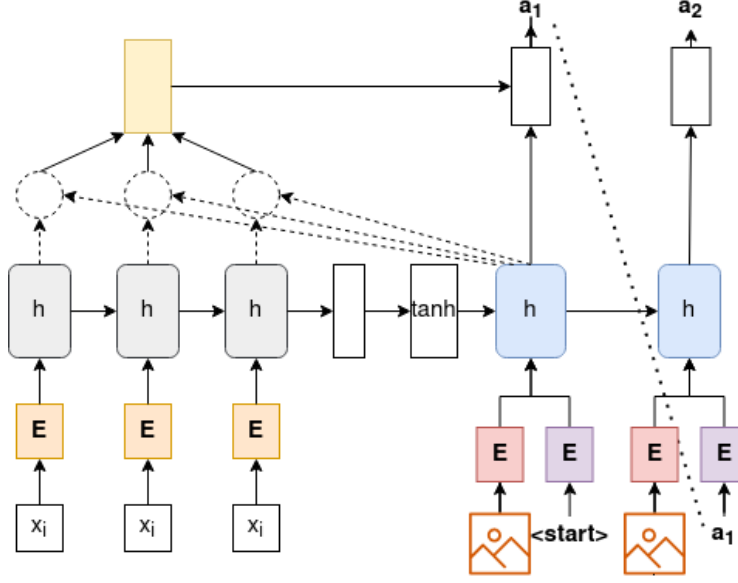 a₁ a₂
h h h tanh h h
E E E E E E E
xᵢ xᵢ xᵢ <start> a₁